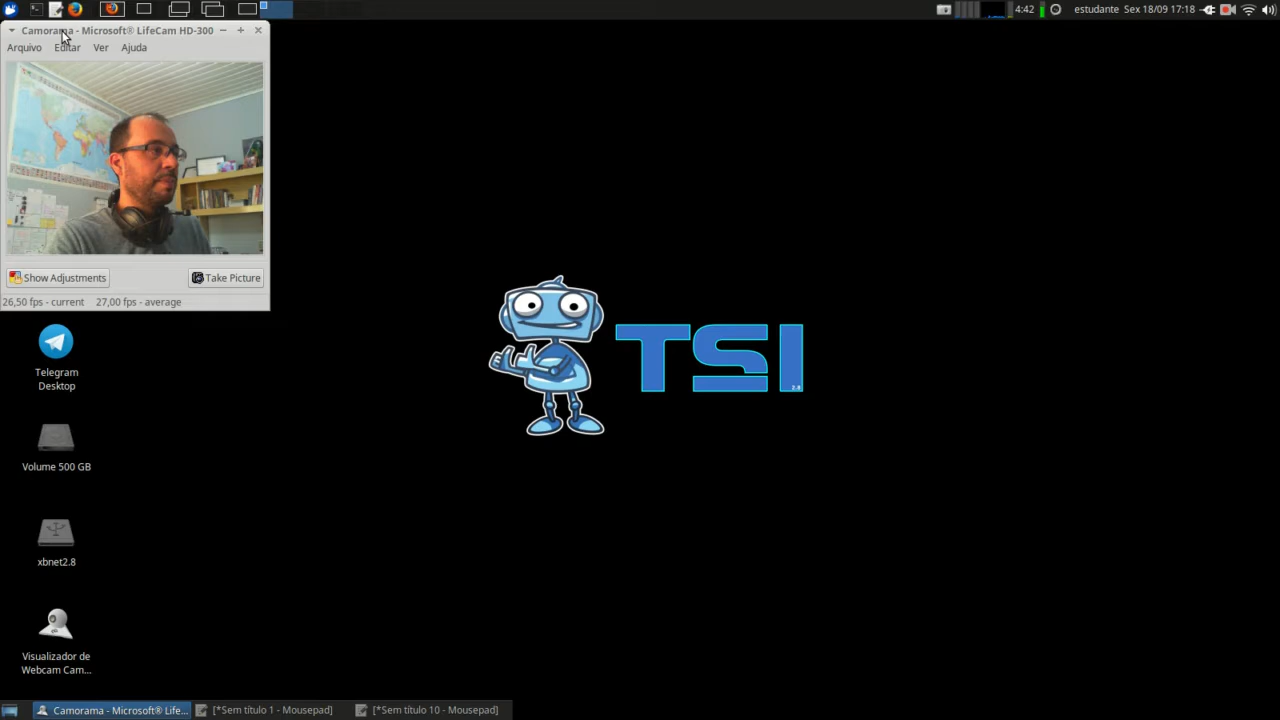 4:42 estudante Sex 18/09 17:18
Camorama - Microsoft® LifeCam HD-300
Arquivo Editar Ver Ajuda
Show Adjustments Take Picture
26,50 fps - current 27,00 fps - average
TSI
2.8
Telegram
Desktop
Volume 500 GB
xbnet2.8
Visualizador de
Webcam Cam...
Camorama - Microsoft® Life... [*Sem título 1 - Mousepad] [*Sem título 10 - Mousepad]